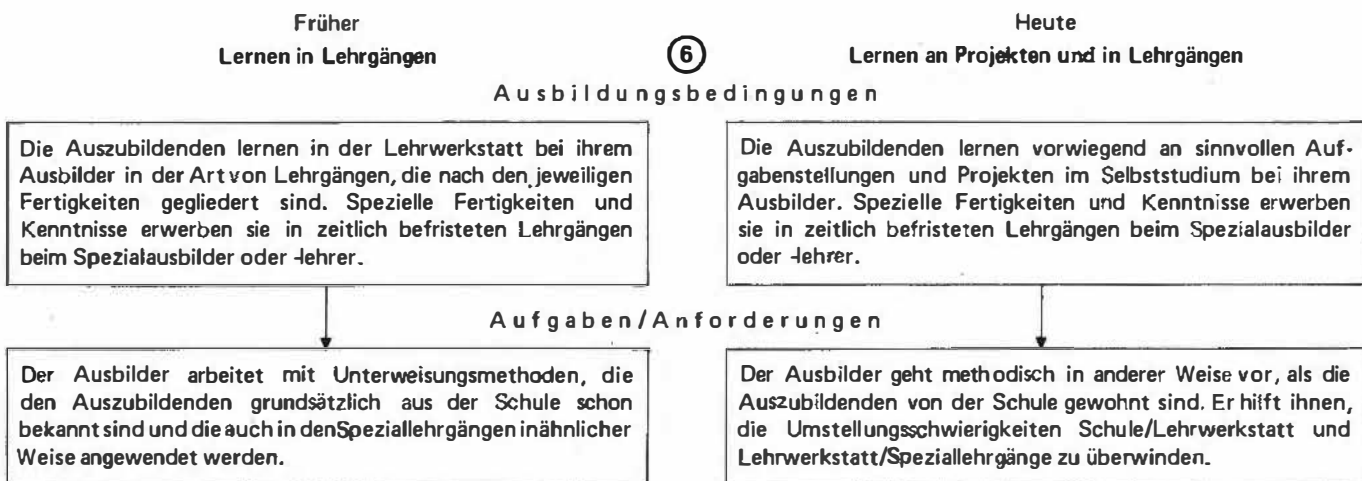 Früher
Lernen in Lehrgängen
6
Heute
Lernen an Projekten und in Lehrgängen
Ausbildungsbedingungen
Die Auszubildenden lernen in der Lehrwerkstatt bei ihrem
Ausbilder in der Art von Lehrgängen, die nach den jeweiligen
Fertigkeiten gegliedert sind. Spezielle Fertigkeiten und
Kenntnisse erwerben sie in zeitlich befristeten Lehrgängen
beim Spezialausbilder oder -lehrer.
Die Auszubildenden lernen vorwiegend an sinnvollen Auf-
gabenstellungen und Projekten im Selbststudium bei ihrem
Ausbilder. Spezielle Fertigkeiten und Kenntnisse erwerben
sie in zeitlich befristeten Lehrgängen beim Spezialausbilder
oder -lehrer.
Aufgaben/Anforderungen
Der Ausbilder arbeitet mit Unterweisungsmethoden, die
den Auszubildenden grundsätzlich aus der Schule schon
bekannt sind und die auch in den Speziallehrgängen in ähnlicher
Weise angewendet werden.
Der Ausbilder geht methodisch in anderer Weise vor, als die
Auszubildenden von der Schule gewohnt sind. Er hilft ihnen,
die Umstellungsschwierigkeiten Schule/Lehrwerkstatt und
Lehrwerkstatt/Speziallehrgänge zu überwinden.